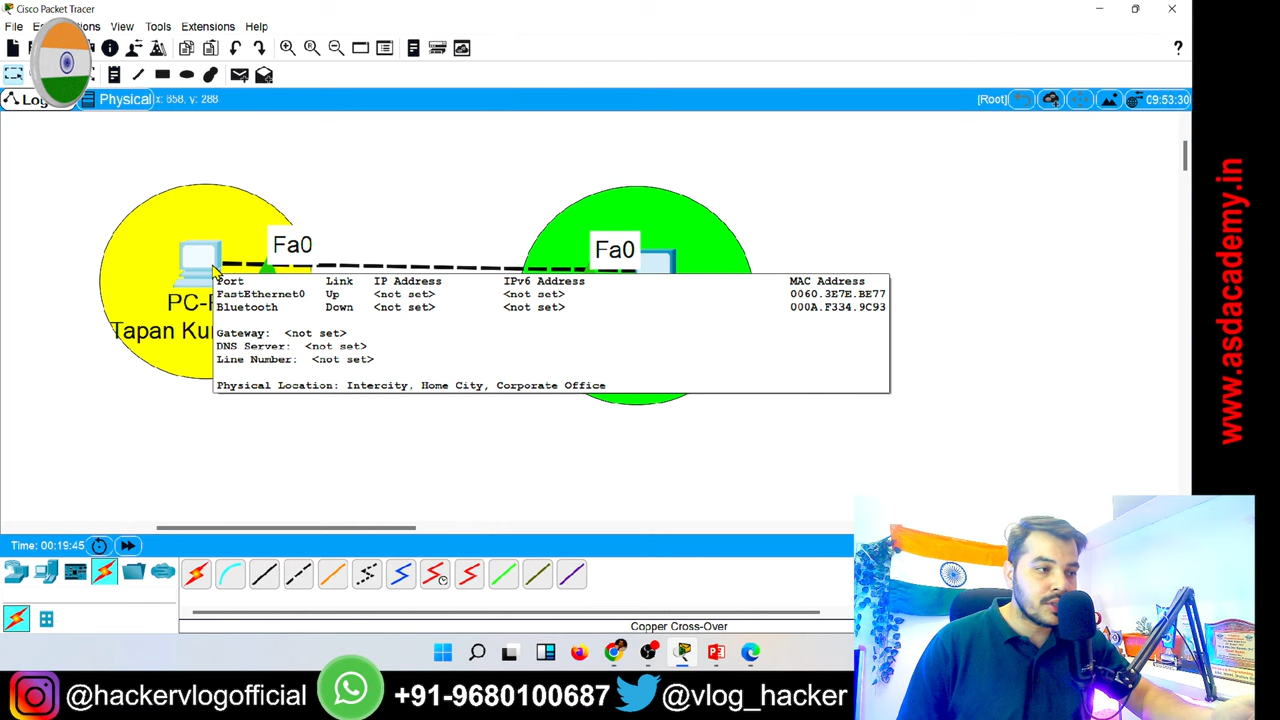 Cisco Packet Tracer
File
View Tools Extensions Help
Physical x: 858, y: 288
[Root]
09:53:30
Fa0
Fa0
Port Link IP Address IPv6 Address MAC Address
FastEthernet0 Up <not set> <not set> 0060.3E7E.BE77
Bluetooth Down <not set> <not set> 000A.F334.9C93
Gateway: <not set>
DNS Server: <not set>
Line Number: <not set>
Physical Location: Intercity, Home City, Corporate Office
Tapan
www.asdacademy.in
Time: 00:19:45
Copper Cross-Over
@hackervlogofficial
+91-9680100687
@vlog_hacker